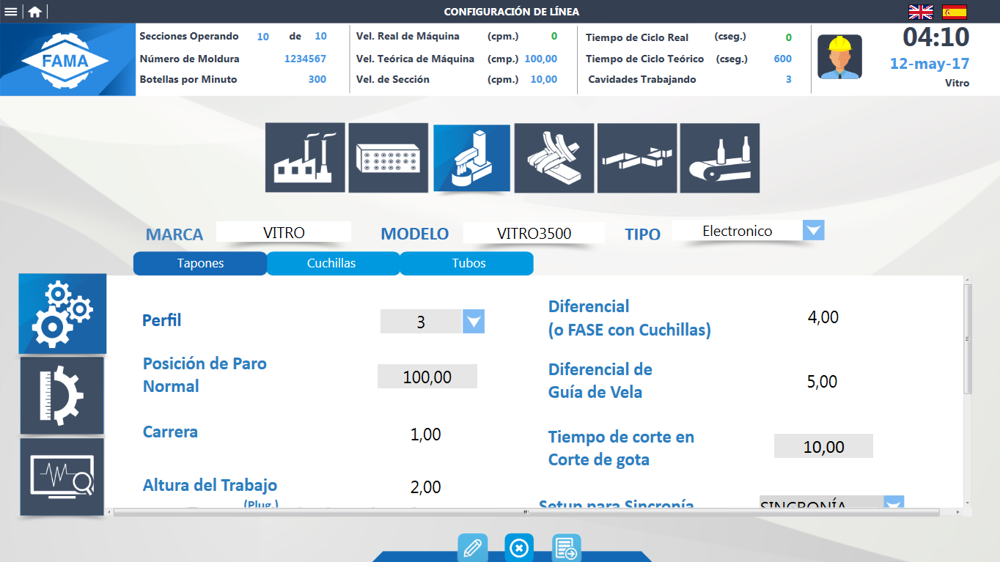 CONFIGURACIÓN DE LÍNEA
FAMA
Secciones Operando 10 de 10
Número de Moldura 1234567
Botellas por Minuto 300
Vel. Real de Máquina (cpm.) 0
Vel. Teórica de Máquina (cmp.) 100,00
Vel. de Sección (cpm.) 10,00
Tiempo de Ciclo Real (cseg.) 0
Tiempo de Ciclo Teórico (cseg.) 600
Cavidades Trabajando 3
04:10
12-may-17
Vitro
MARCA VITRO MODELO VITRO3500 TIPO Electronico
Tapones Cuchillas Tubos
Perfil 3
Posición de Paro
Normal 100,00
Carrera 1,00
Altura del Trabajo 2,00
(Plug.)
Diferencial
(o FASE con Cuchillas) 4,00
Diferencial de
Guía de Vela 5,00
Tiempo de corte en
Corte de gota 10,00
Setup para Sincronía SINCRONÍA